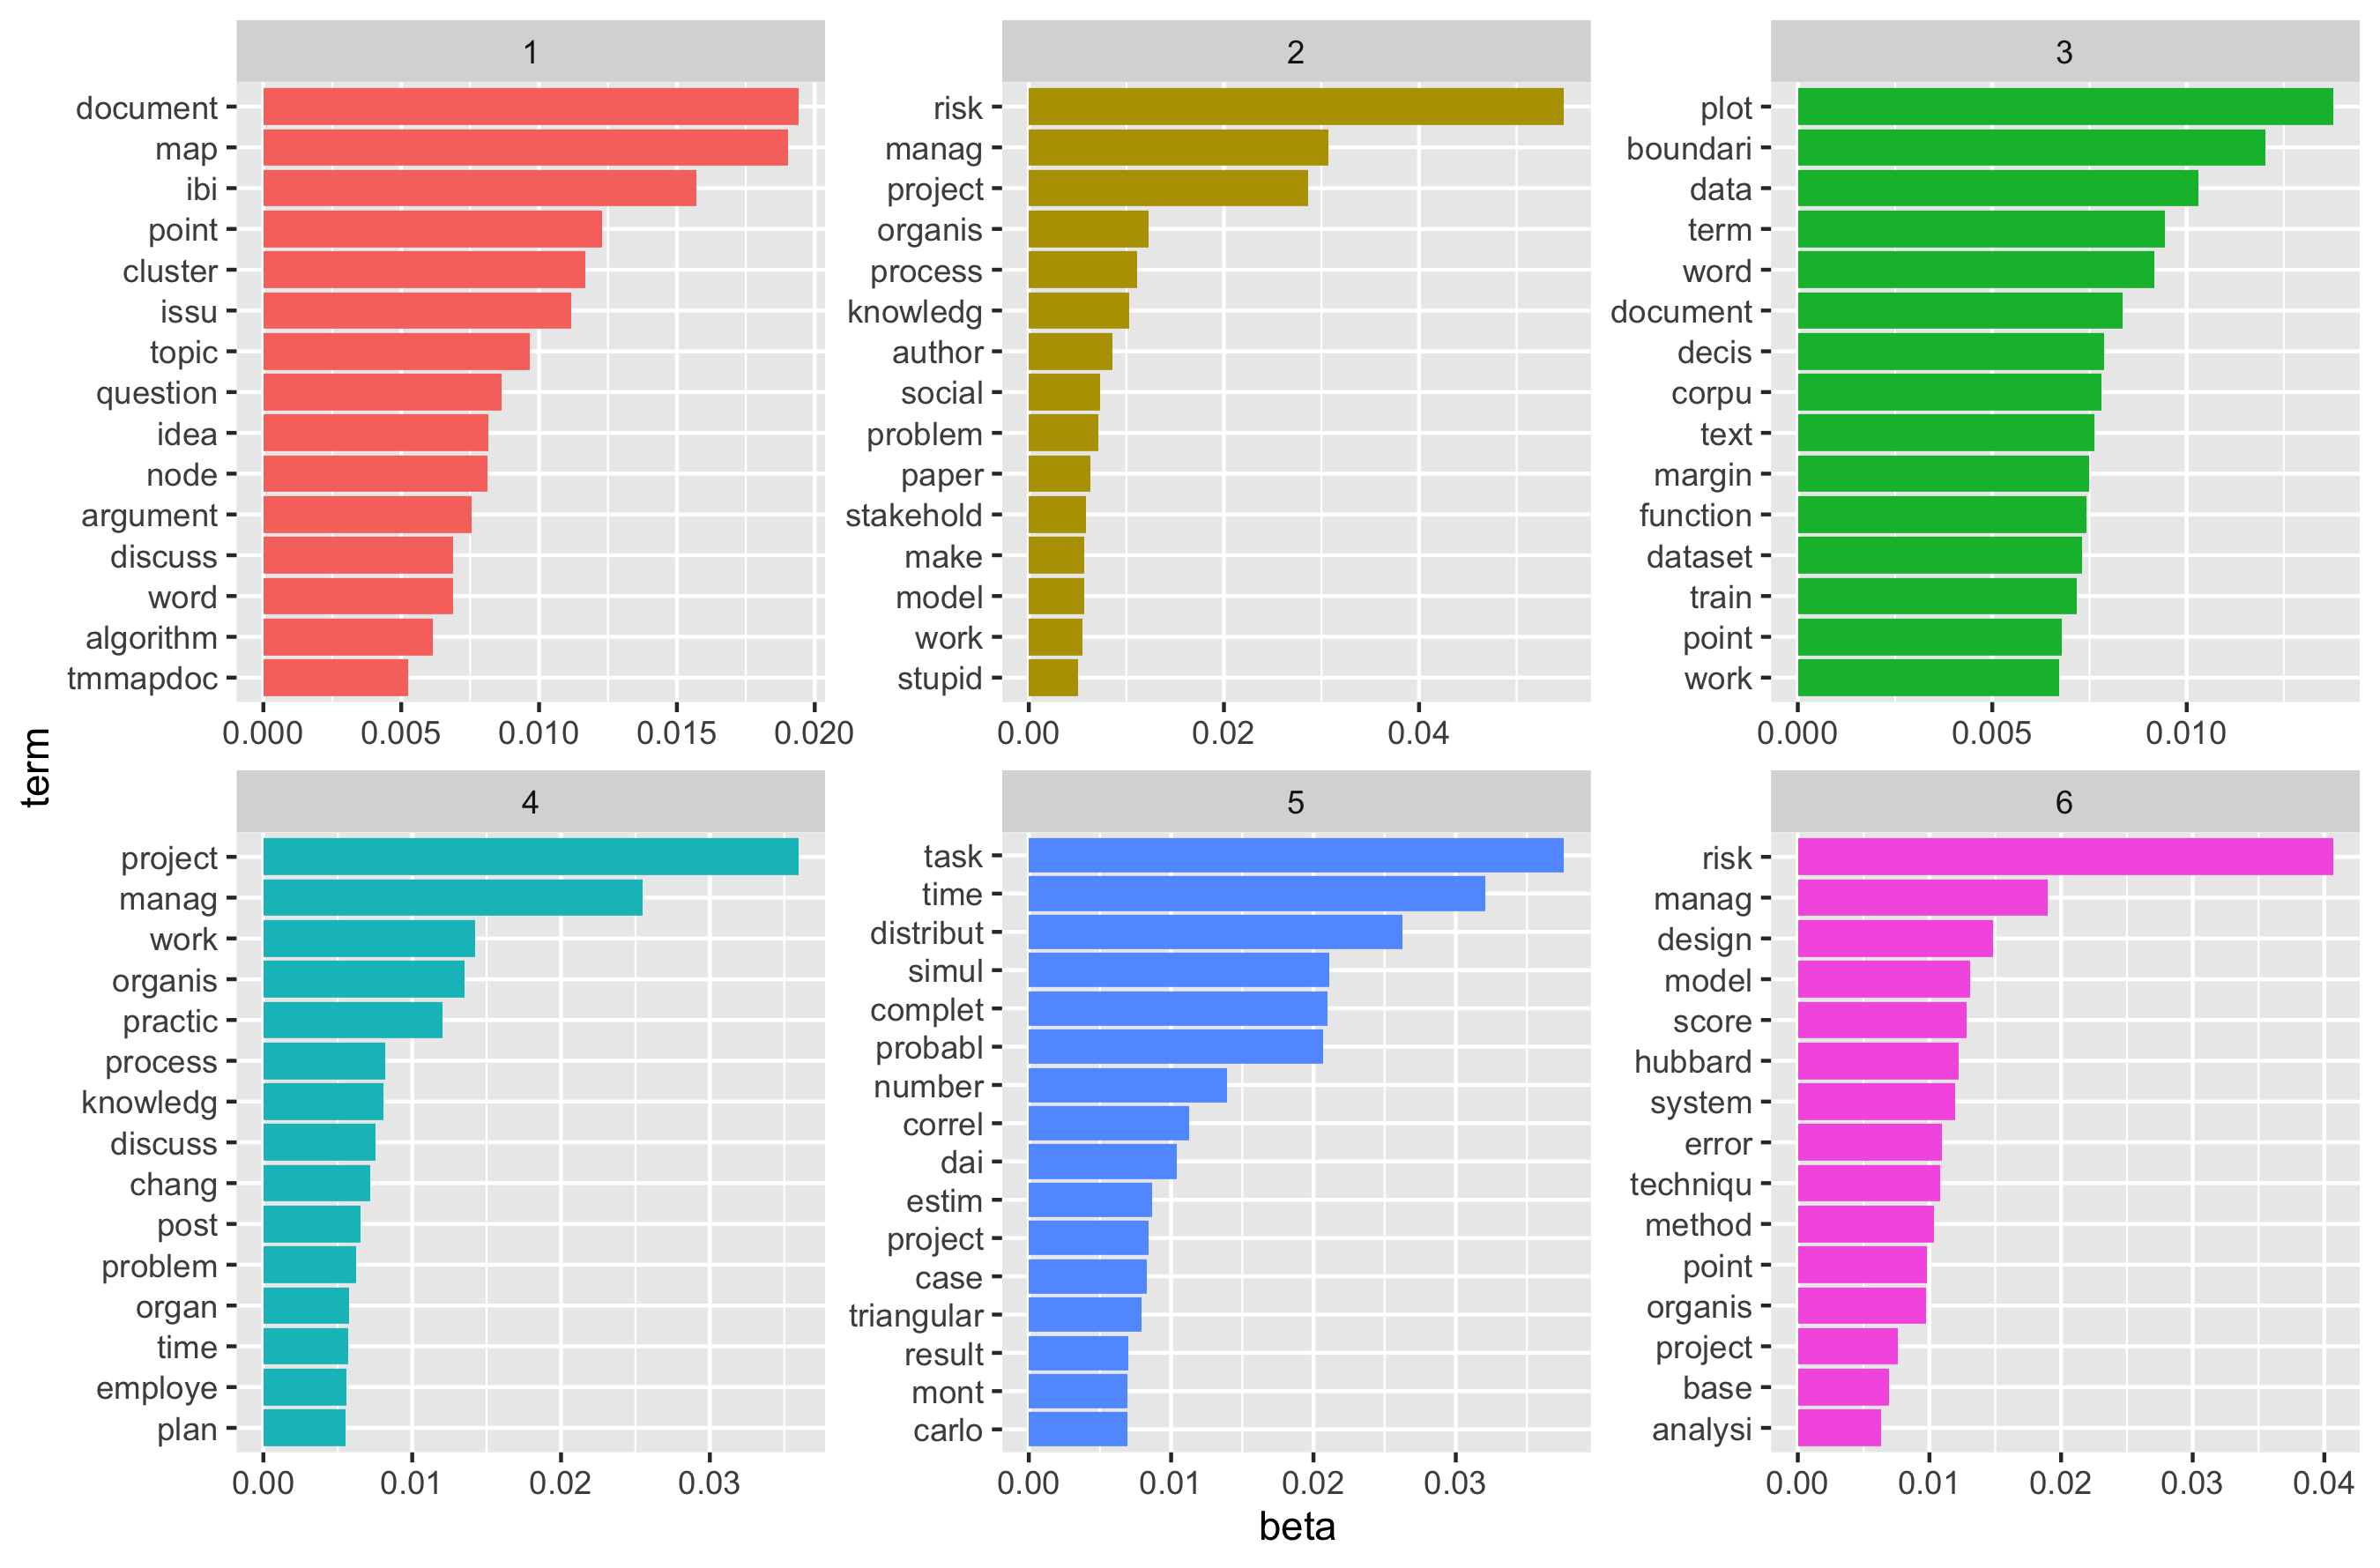 1
document
map
ibi
point
cluster
issu
topic
question
idea
node
argument
discuss
word
algorithm
tmmapdoc
0.000 0.005 0.010 0.015 0.020
2
risk
manag
project
organis
process
knowledg
author
social
problem
paper
stakehold
make
model
work
stupid
0.00 0.02 0.04
3
plot
boundari
data
term
word
document
decis
corpu
text
margin
function
dataset
train
point
work
0.000 0.005 0.010
term
4
project
manag
work
organis
practic
process
knowledg
discuss
chang
post
problem
organ
time
employe
plan
0.00 0.01 0.02 0.03
5
task
time
distribut
simul
complet
probabl
number
correl
dai
estim
project
case
triangular
result
mont
carlo
0.00 0.01 0.02 0.03
6
risk
manag
design
model
score
hubbard
system
error
techniqu
method
point
organis
project
base
analysi
0.00 0.01 0.02 0.03 0.04
beta